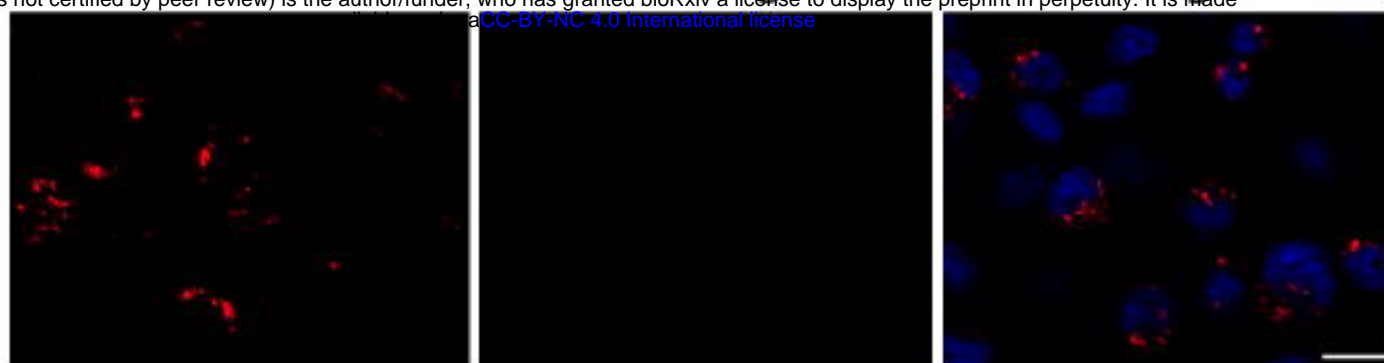 s not certified by peer review) is the author/funder, who has granted bioRxiv a license to display the preprint in perpetuity. It is made
aCC-BY-NC 4.0 International license